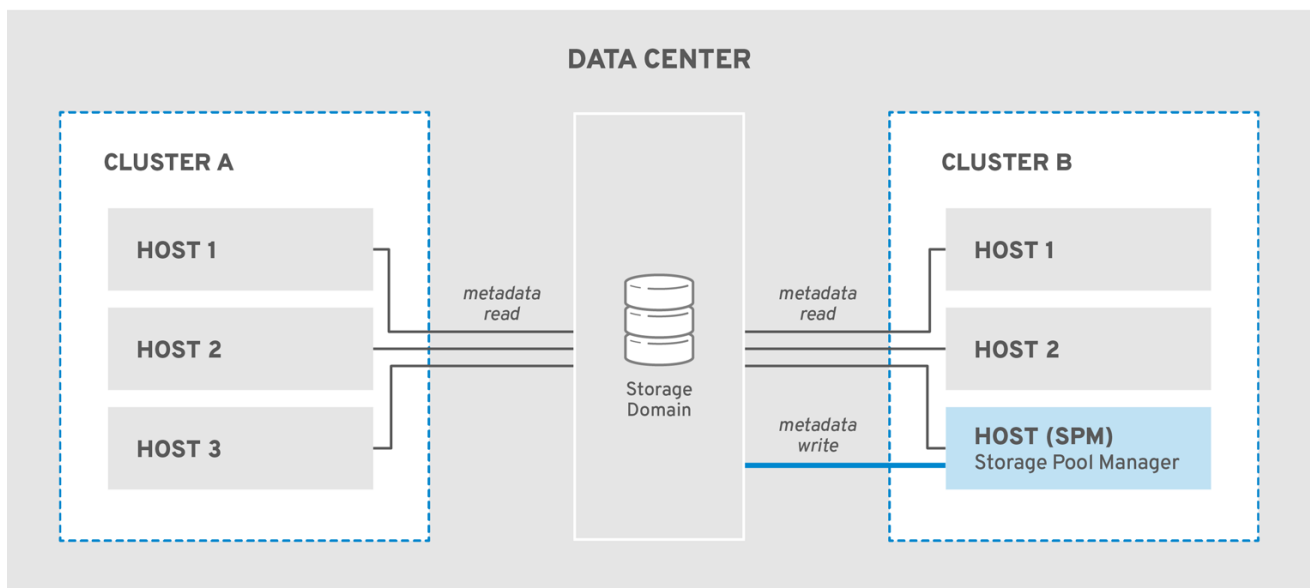 DATA CENTER
CLUSTER A
HOST 1
HOST 2
HOST 3
metadata
read
Storage
Domain
metadata
read
metadata
write
CLUSTER B
HOST 1
HOST 2
HOST (SPM)
Storage Pool Manager